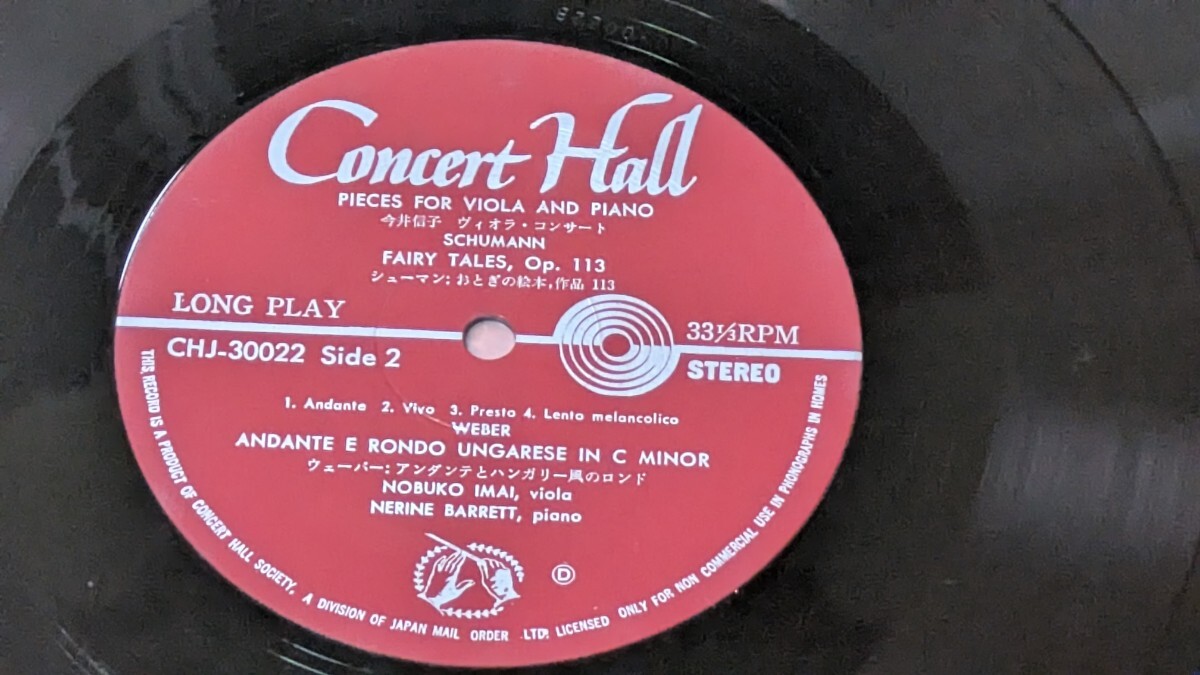 Concert Hall
PIECES FOR VIOLA AND PIANO
今井信子 ヴィオラ・コンサート
SCHUMANN
FAIRY TALES, Op. 113
シューマン: おとぎの絵本, 作品 113
LONG PLAY
33⅓RPM
CHJ-30022 Side 2
STEREO
1. Andante 2. Vivo 3. Presto 4. Lento melancolico
WEBER
ANDANTE E RONDO UNGARESE IN C MINOR
ウェーバー: アンダンテとハンガリー風のロンド
NOBUKO IMAI, viola
NERINE BARRETT, piano
D
THIS RECORD IS A PRODUCT OF CONCERT HALL SOCIETY, A DIVISION OF JAPAN MAIL ORDER LTD. LICENSED ONLY FOR NON COMMERCIAL USE IN PHONOGRAPHS IN HOMES